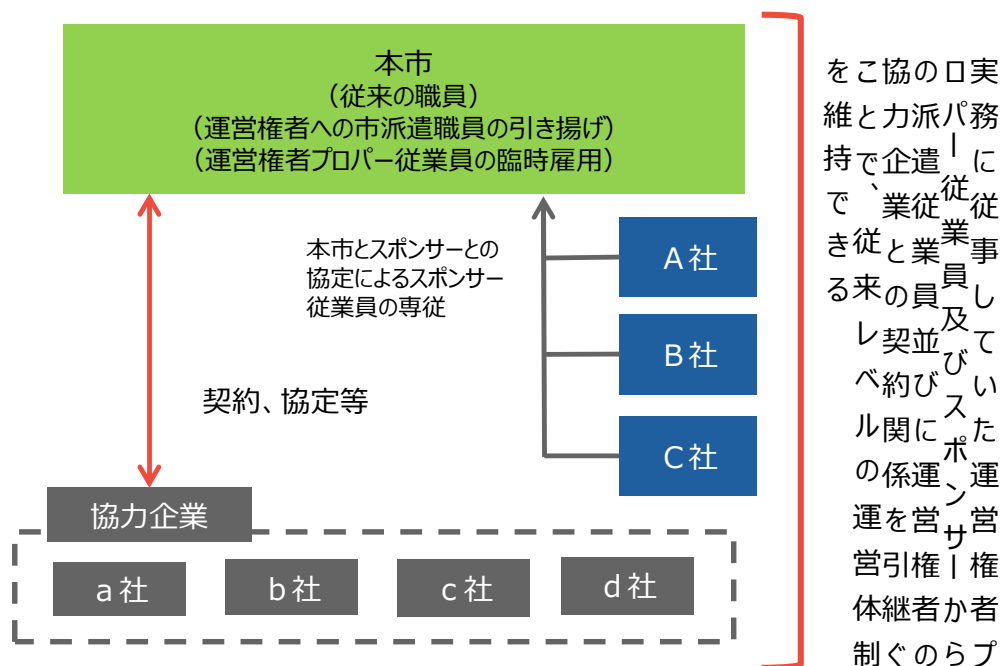 本市
（従来の職員）
（運営権者への市派遣職員の引き揚げ）
（運営権者プロパー従業員の臨時雇用）
本市とスポンサーとの
協定によるスポンサー
従業員の専従
A社
B社
C社
契約、協定等
協力企業
a社
b社
c社
d社
実務に従事していた運営権者プ
ロパー従業員及びスポンサーから
の派遣従業員並びに運営権者の
協力企業との契約関係を引継ぐ
ことで、従来レベルの運営体制
を維持できる